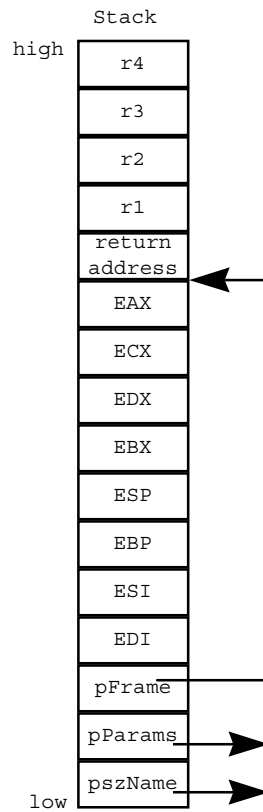 Stack
high
r4
r3
r2
r1
return
address
EAX
ECX
EDX
EBX
ESP
EBP
ESI
EDI
pFrame
pParams
pszName
low